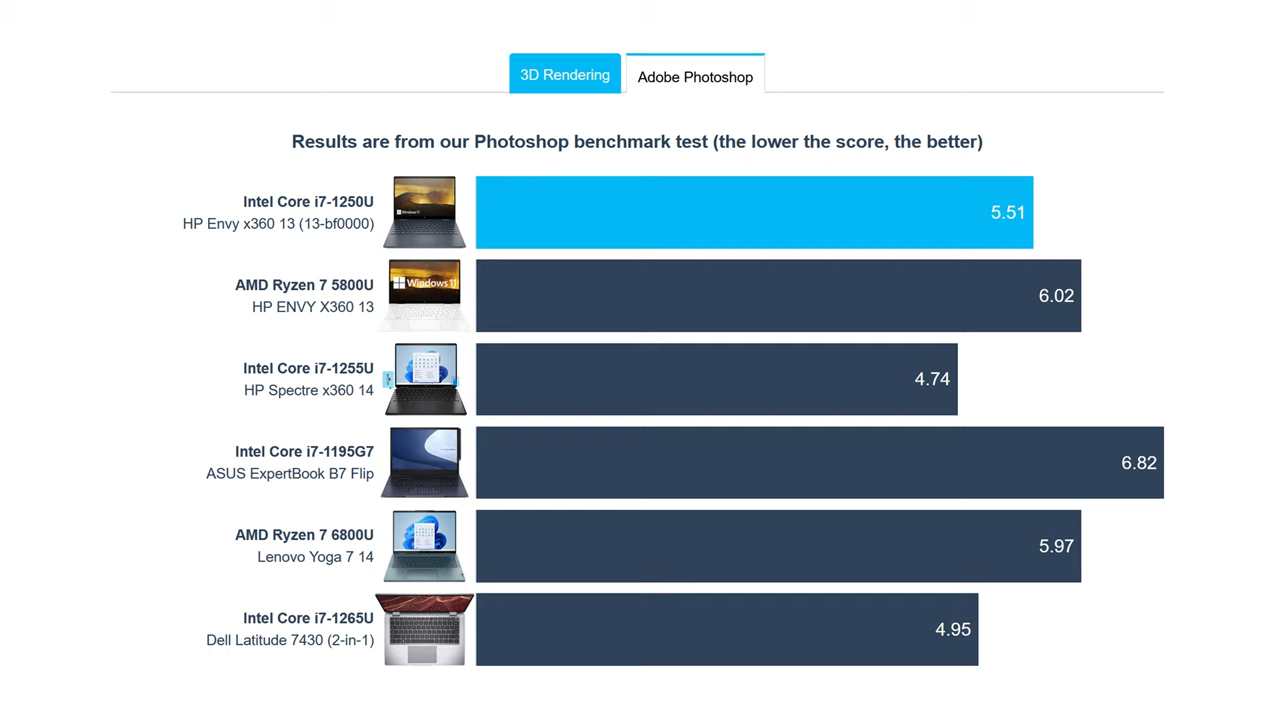 3D Rendering
Adobe Photoshop
Results are from our Photoshop benchmark test (the lower the score, the better)
Intel Core i7-1250U
HP Envy x360 13 (13-bf0000)
Windows 11
5.51
AMD Ryzen 7 5800U
HP ENVY X360 13
Windows 11
6.02
Intel Core i7-1255U
HP Spectre x360 14
4.74
Intel Core i7-1195G7
ASUS ExpertBook B7 Flip
6.82
AMD Ryzen 7 6800U
Lenovo Yoga 7 14
5.97
Intel Core i7-1265U
Dell Latitude 7430 (2-in-1)
4.95